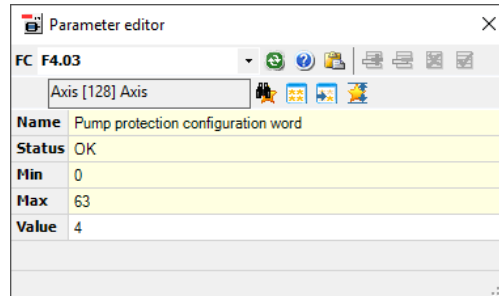 Parameter editor
FC F4.03
Axis [128] Axis
Name Pump protection configuration word
Status OK
Min 0
Max 63
Value 4